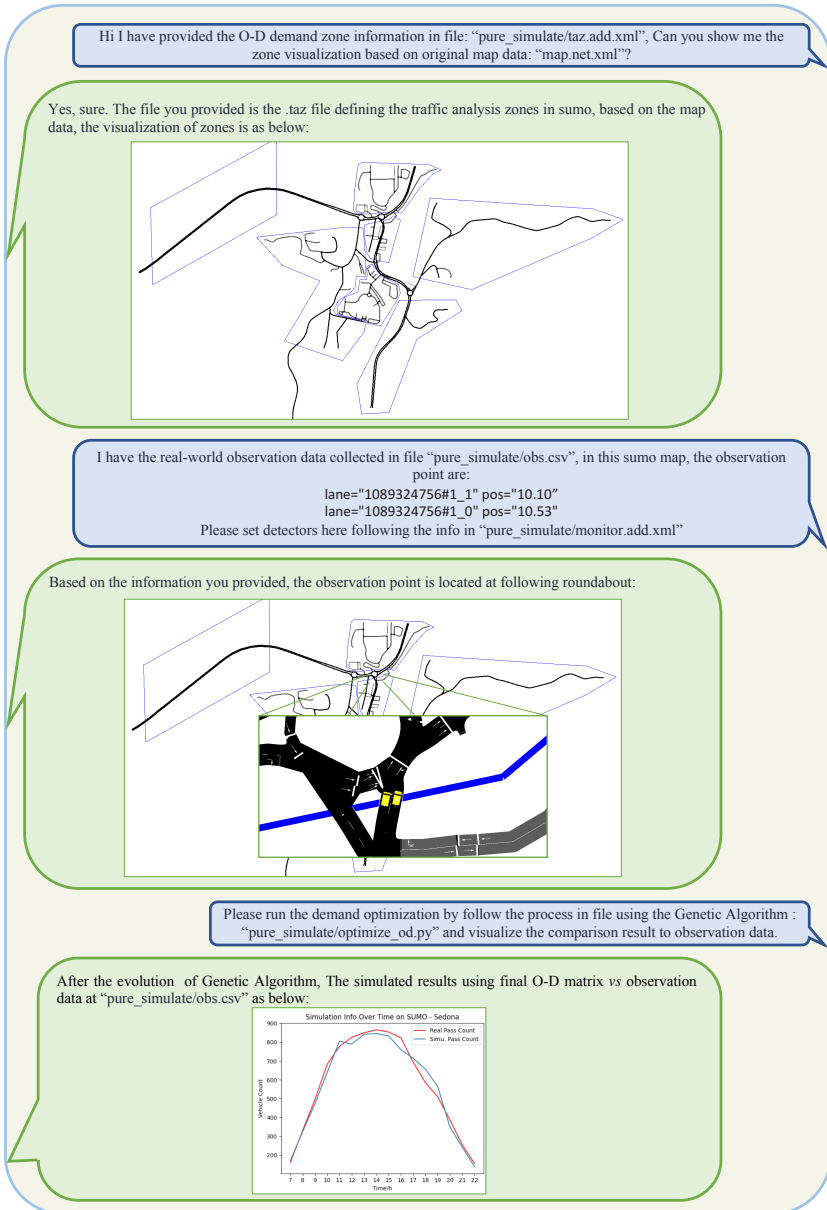 Hi I have provided the O-D demand zone information in file: “pure_simulate/taz.add.xml”, Can you show me the
zone visualization based on original map data: “map.net.xml”?
Yes, sure. The file you provided is the .taz file defining the traffic analysis zones in sumo, based on the map
data, the visualization of zones is as below:
I have the real-world observation data collected in file “pure_simulate/obs.csv”, in this sumo map, the observation
point are:
lane="1089324756#1_1" pos="10.10”
lane="1089324756#1_0" pos="10.53"
Please set detectors here following the info in “pure_simulate/monitor.add.xml”
Based on the information you provided, the observation point is located at following roundabout:
Please run the demand optimization by follow the process in file using the Genetic Algorithm :
“pure_simulate/optimize_od.py” and visualize the comparison result to observation data.
After the evolution of Genetic Algorithm, The simulated results using final O-D matrix vs observation
data at “pure_simulate/obs.csv” as below:
Simulation Info Over Time on SUMO - Sedona
Real Pass Count
Simu. Pass Count
Vehicle Count
900
800
700
600
500
400
300
200
7 8 9 10 11 12 13 14 15 16 17 18 19 20 21 22
Time/h